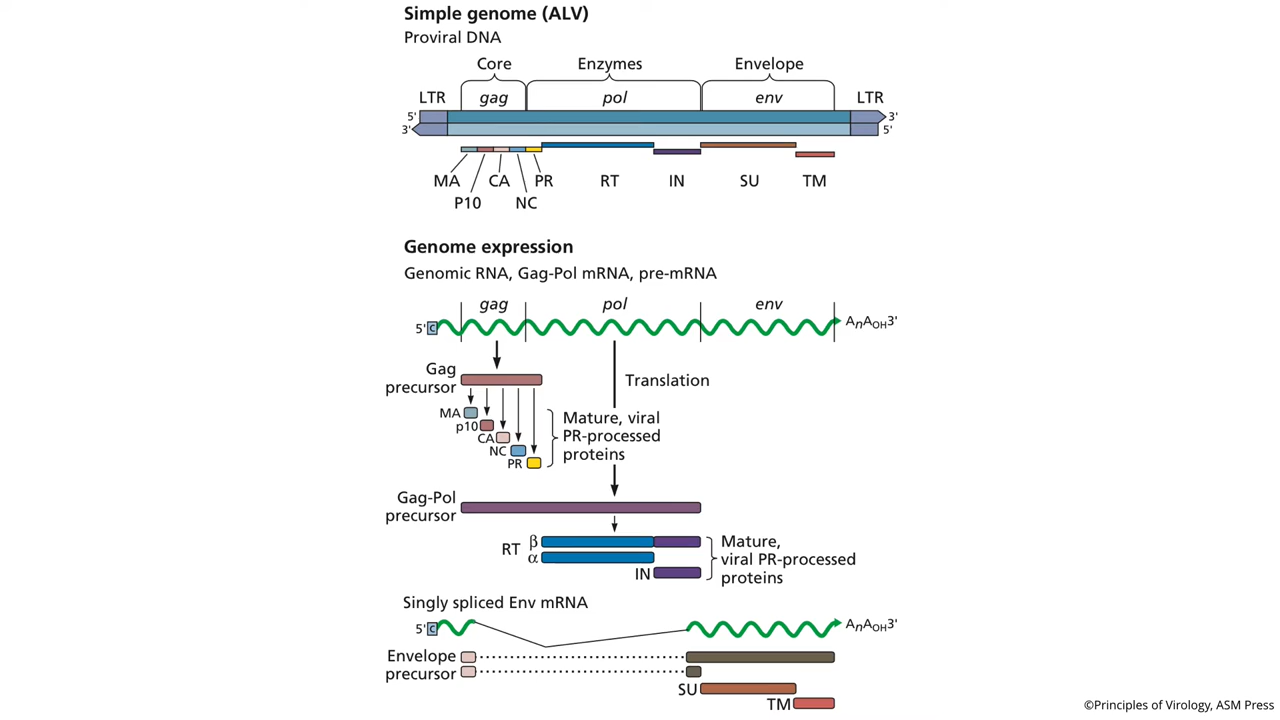 Simple genome (ALV)
Proviral DNA
Core Enzymes Envelope
LTR gag pol env LTR
5' 3'
3' 5'
MA CA PR RT IN SU TM
P10 NC
Genome expression
Genomic RNA, Gag-Pol mRNA, pre-mRNA
gag pol env
5' C AnAOH3'
Gag
precursor
Translation
MA
p10
CA
NC
PR
Mature, viral
PR-processed
proteins
Gag-Pol
precursor
RT β
α
IN
Mature,
viral PR-processed
proteins
Singly spliced Env mRNA
5' C AnAOH3'
Envelope
precursor
SU
TM
©Principles of Virology, ASM Press